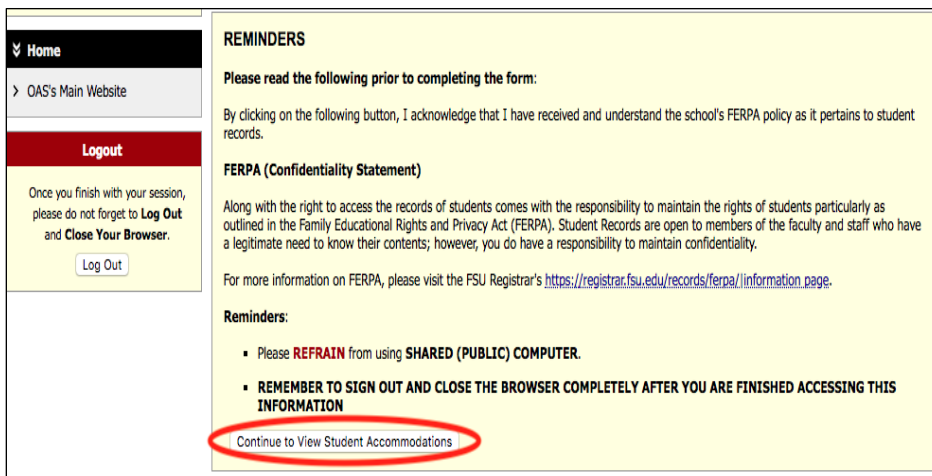 Home
OAS's Main Website
Logout
Once you finish with your session,
please do not forget to Log Out
and Close Your Browser.
Log Out
REMINDERS
Please read the following prior to completing the form:
By clicking on the following button, I acknowledge that I have received and understand the school's FERPA policy as it pertains to student
records.
FERPA (Confidentiality Statement)
Along with the right to access the records of students comes with the responsibility to maintain the rights of students particularly as
outlined in the Family Educational Rights and Privacy Act (FERPA). Student Records are open to members of the faculty and staff who have
a legitimate need to know their contents; however, you do have a responsibility to maintain confidentiality.
For more information on FERPA, please visit the FSU Registrar's https://registrar.fsu.edu/records/ferpa/|information page.
Reminders:
▪ Please REFRAIN from using SHARED (PUBLIC) COMPUTER.
▪ REMEMBER TO SIGN OUT AND CLOSE THE BROWSER COMPLETELY AFTER YOU ARE FINISHED ACCESSING THIS
INFORMATION
Continue to View Student Accommodations